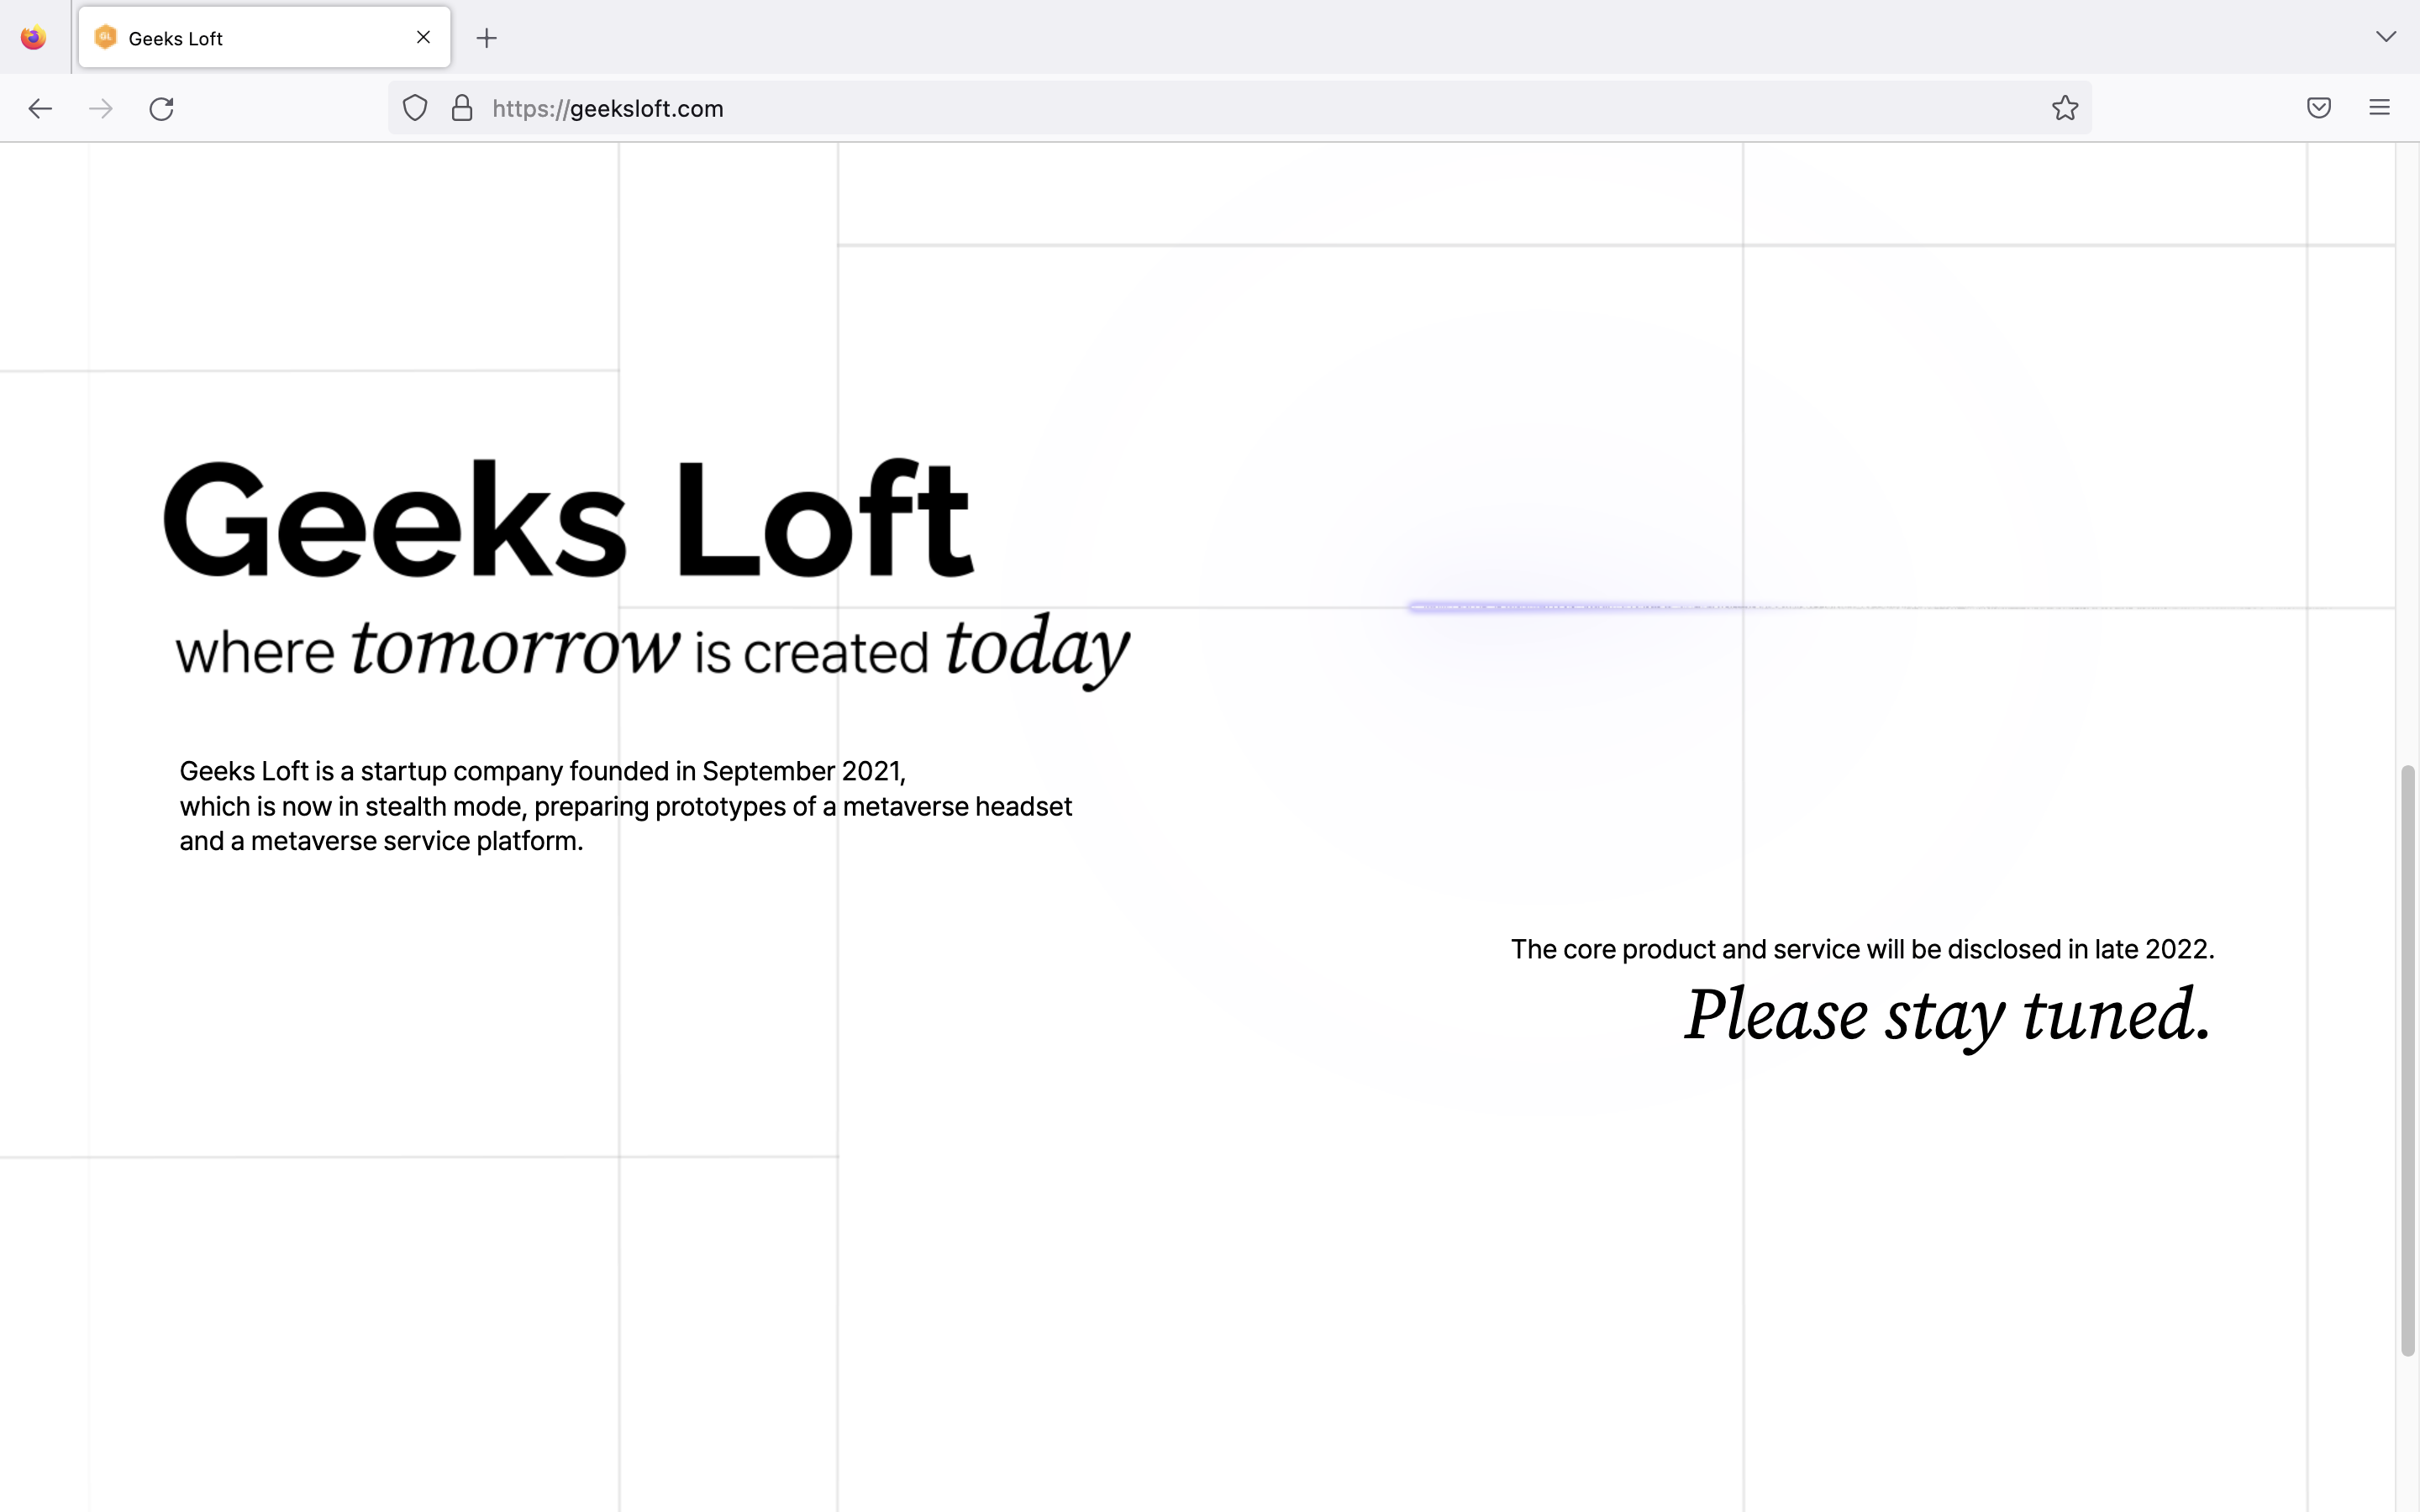 GL
Geeks Loft
https://geeksloft.com
Geeks Loft
where tomorrow is created today
Geeks Loft is a startup company founded in September 2021,
which is now in stealth mode, preparing prototypes of a metaverse headset
and a metaverse service platform.
The core product and service will be disclosed in late 2022.
Please stay tuned.